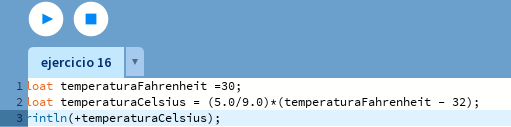 ejercicio 16
1 loat temperaturaFahrenheit =30;
2 loat temperaturaCelsius = (5.0/9.0)*(temperaturaFahrenheit - 32);
3 rintln(+temperaturaCelsius);